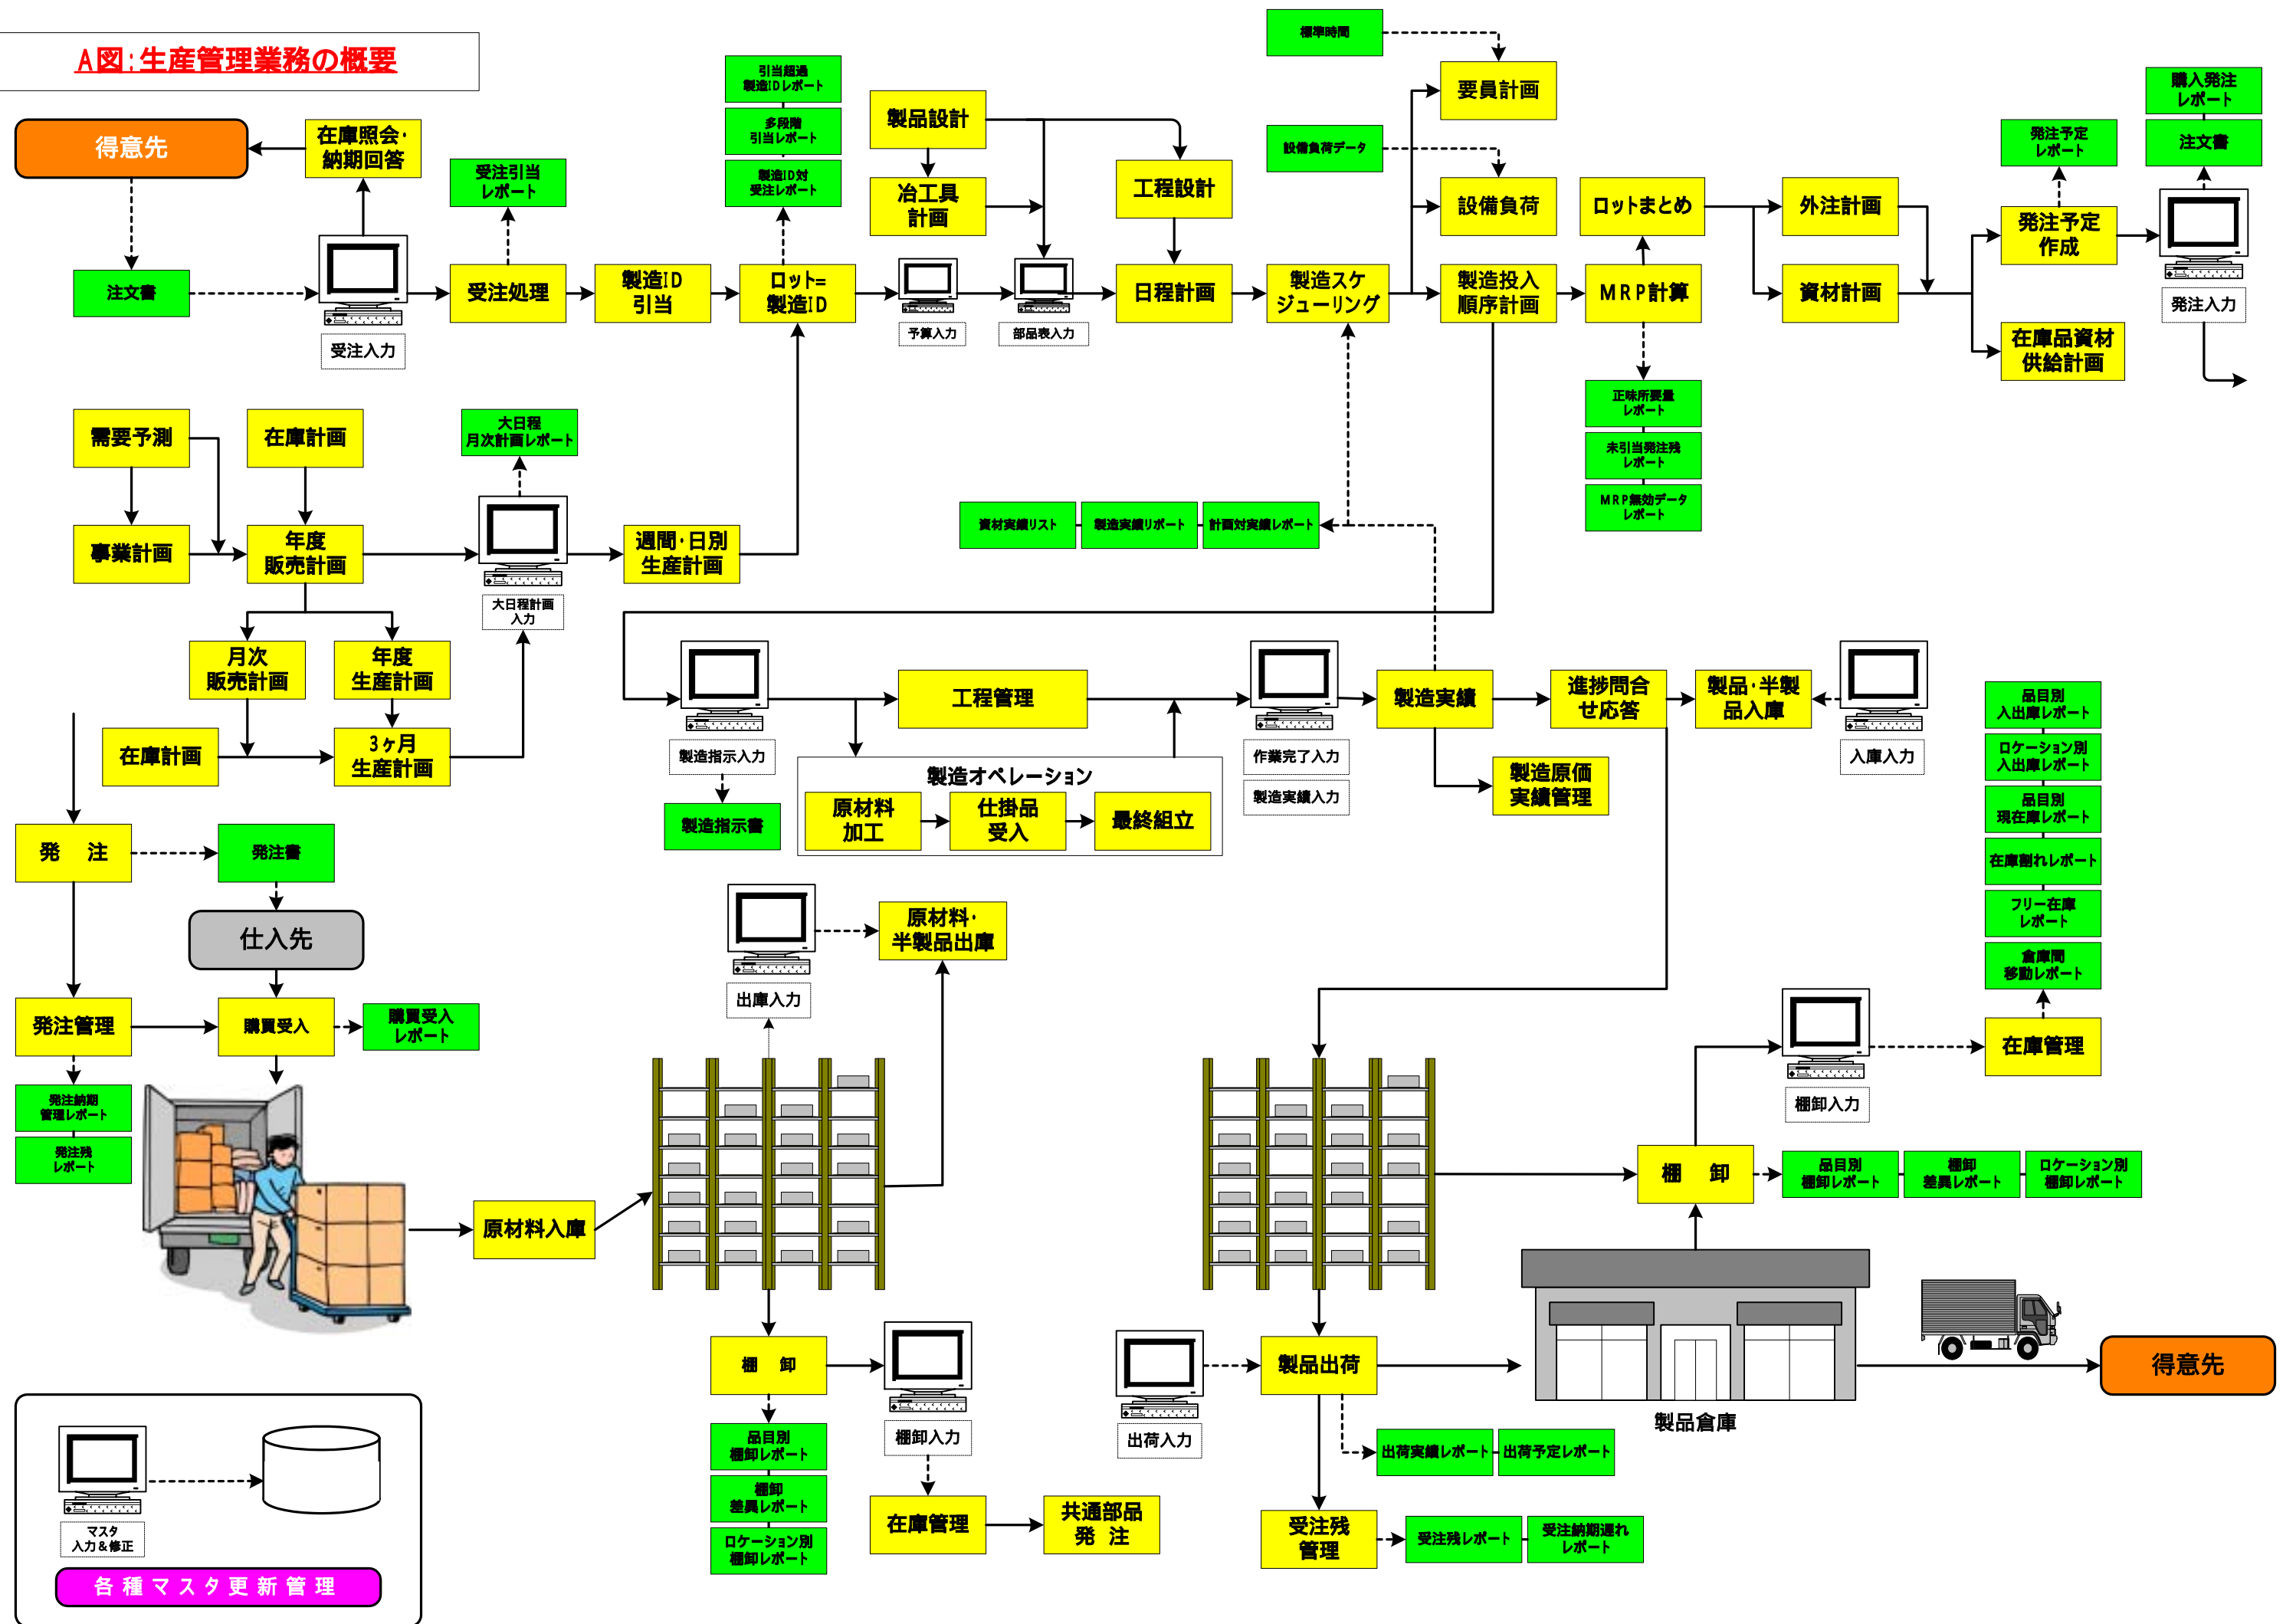 A図:生産管理業務の概要
得意先
在庫照会・
納期回答
注文書
受注入力
受注引当
レポート
受注処理
製造ID
引当
引当超過
製造IDレポート
多段階
引当レポート
製造ID対
受注レポート
ロット=
製造ID
製品設計
冶工具
計画
予算入力
部品表入力
工程設計
日程計画
標準時間
設備負荷データ
製造スケ
ジューリング
要員計画
設備負荷
製造投入
順序計画
ロットまとめ
MRP計算
正味所要量
レポート
未引当発注残
レポート
MRP無効データ
レポート
外注計画
資材計画
発注予定
レポート
発注予定
作成
在庫品資材
供給計画
購入発注
レポート
注文書
発注入力
需要予測
在庫計画
事業計画
年度
販売計画
大日程
月次計画レポート
大日程計画
入力
週間・日別
生産計画
月次
販売計画
年度
生産計画
在庫計画
3ヶ月
生産計画
資材実績リスト
製造実績リポート
計画対実績レポート
製造指示入力
製造指示書
工程管理
製造オペレーション
原材料
加工
仕掛品
受入
最終組立
作業完了入力
製造実績入力
製造実績
製造原価
実績管理
進捗問合
せ応答
製品・半製
品入庫
入庫入力
品目別
入出庫レポート
ロケーション別
入出庫レポート
品目別
現在庫レポート
在庫割れレポート
フリー在庫
レポート
倉庫間
移動レポート
在庫管理
発 注
発注書
仕入先
発注管理
購買受入
購買受入
レポート
発注納期
管理レポート
発注残
レポート
原材料入庫
出庫入力
原材料・
半製品出庫
棚 卸
品目別
棚卸レポート
棚卸
差異レポート
ロケーション別
棚卸レポート
棚卸入力
在庫管理
共通部品
発 注
棚卸入力
棚 卸
品目別
棚卸レポート
棚卸
差異レポート
ロケーション別
棚卸レポート
出荷入力
製品出荷
製品倉庫
得意先
出荷実績レポート
出荷予定レポート
受注残
管理
受注残レポート
受注納期遅れ
レポート
マスタ
入力&修正
各種マスタ更新管理